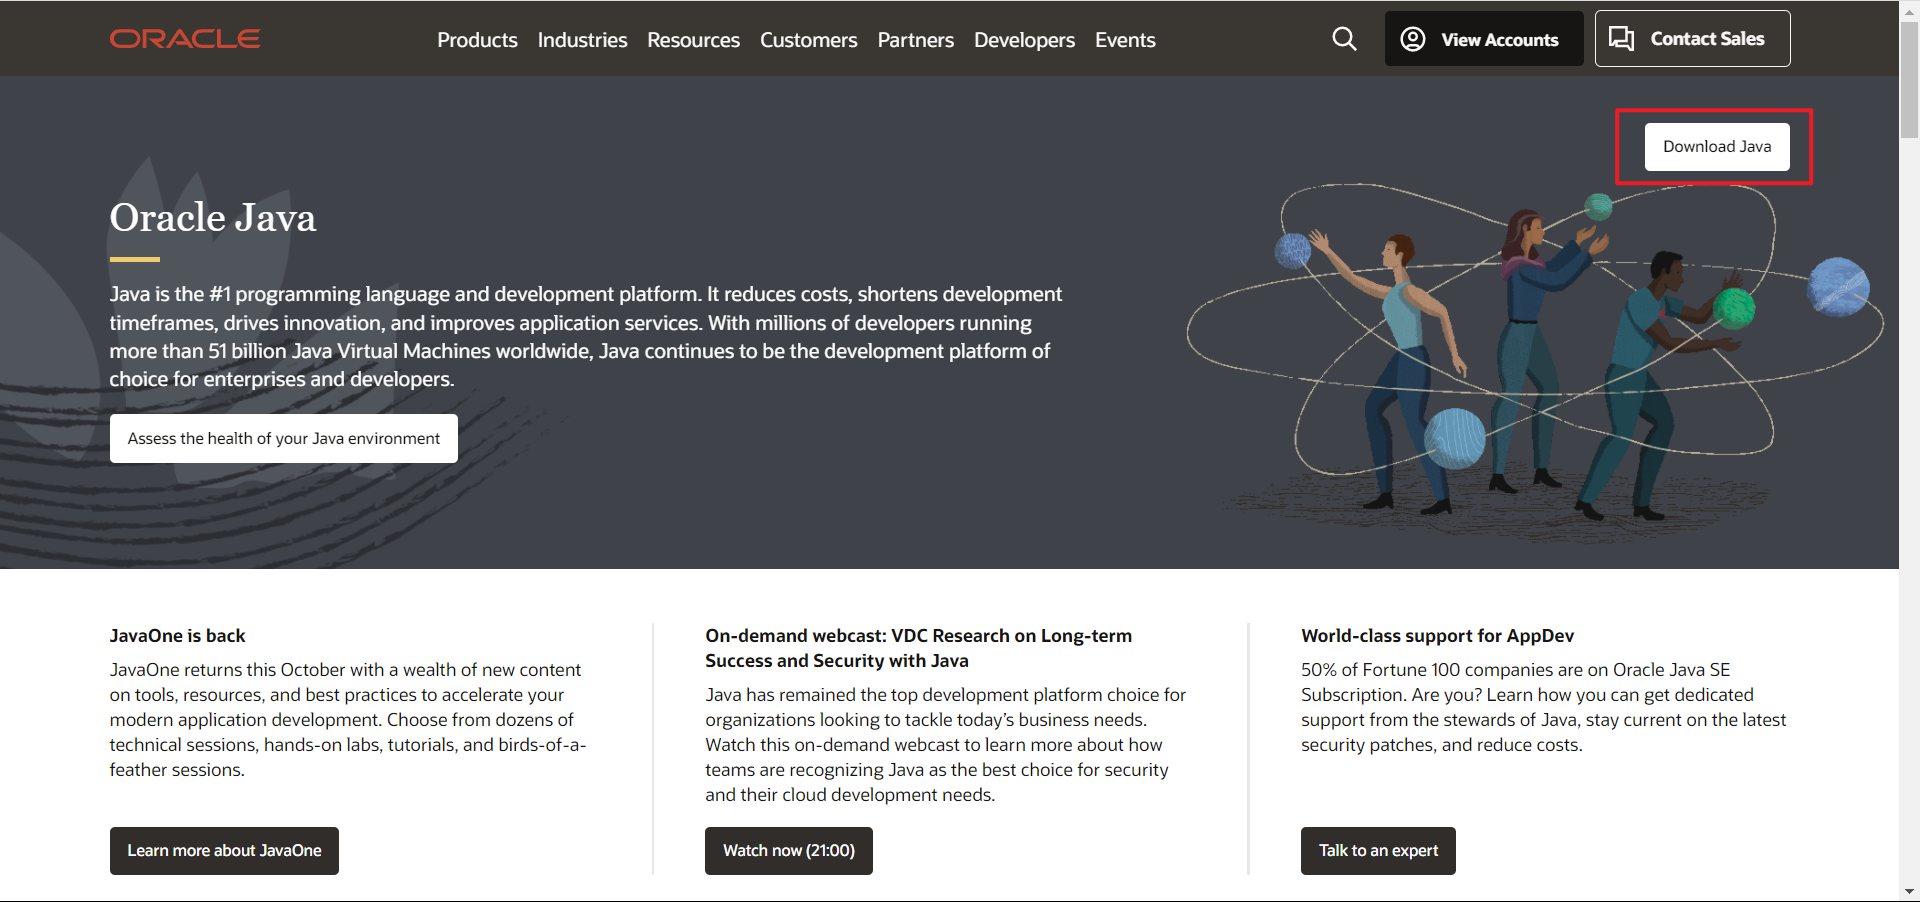 ORACLE
Products Industries Resources Customers Partners Developers Events
View Accounts
Contact Sales
Download Java
Oracle Java
Java is the #1 programming language and development platform. It reduces costs, shortens development
timeframes, drives innovation, and improves application services. With millions of developers running
more than 51 billion Java Virtual Machines worldwide, Java continues to be the development platform of
choice for enterprises and developers.
Assess the health of your Java environment
JavaOne is back
JavaOne returns this October with a wealth of new content
on tools, resources, and best practices to accelerate your
modern application development. Choose from dozens of
technical sessions, hands-on labs, tutorials, and birds-of-a-
feather sessions.
Learn more about JavaOne
On-demand webcast: VDC Research on Long-term
Success and Security with Java
Java has remained the top development platform choice for
organizations looking to tackle today's business needs.
Watch this on-demand webcast to learn more about how
teams are recognizing Java as the best choice for security
and their cloud development needs.
Watch now (21:00)
World-class support for AppDev
50% of Fortune 100 companies are on Oracle Java SE
Subscription. Are you? Learn how you can get dedicated
support from the stewards of Java, stay current on the latest
security patches, and reduce costs.
Talk to an expert